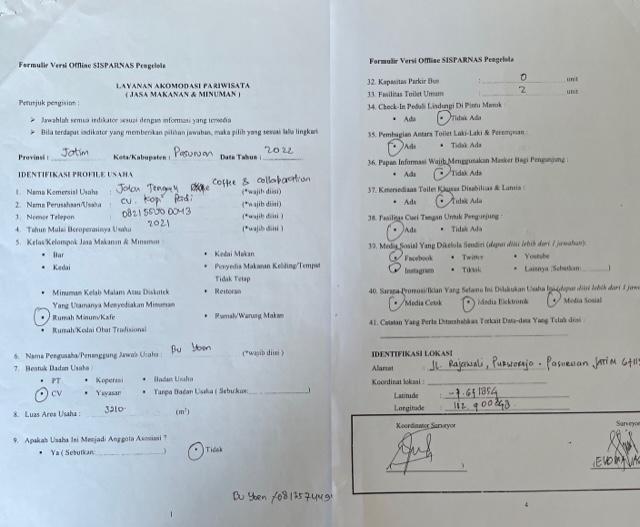 Formulir Versi Offline SISPARNAS Pengelola
LAYANAN AKOMODASI PARIWISATA
( JASA MAKANAN & MINUMAN )
Petunjuk pengisian :
➢ Jawablah semua indikator sesuai dengan informasi yang tersedia
➢ Bila terdapat indikator yang memberikan pilihan jawaban, maka pilih yang sesuai lalu lingkari
Provinsi : Jatim Kota/Kabupaten : Pasuruan Data Tahun : 2022
IDENTIFIKASI PROFILE USAHA
1. Nama Komersial Usaha : Jalan Tengah Coffee & collaboration (*wajib diisi)
2. Nama Perusahaan/Usaha : CV. Kopi (*wajib diisi)
3. Nomor Telepon : 0821 5500 0043 (*wajib diisi)
4. Tahun Mulai Beroperasinya Usaha : 2021
5. Kelas/Kelompok Jasa Makanan & Minuman :
• Bar
• Kedai Makan
• Kedai
• Penyedia Makanan Keliling/Tempat Tidak Tetap
• Minuman Kelab Malam Atau Diskotek Yang Utamanya Menyediakan Minuman
• Restoran
• Rumah Minum/Kafe
• Rumah/Warung Makan
• Rumah/Kedai Obat Tradisional
6. Nama Pengusaha/Penanggung Jawab Usaha : Bu Yoen (*wajib diisi )
7. Bentuk Badan Usaha :
• PT • Koperasi • Badan Usaha
• CV • Yayasan • Tanpa Badan Usaha ( Sebutkan: )
8. Luas Area Usaha : 3210 (m²)
9. Apakah Usaha Ini Menjadi Anggota Asosiasi ?
• Ya ( Sebutkan: ) • Tidak
Bu Yoen /
1
Formulir Versi Offline SISPARNAS Pengelola
32. Kapasitas Parkir Bus : 0 unit
33. Fasilitas Toilet Umum : 2 unit
34. Check-In Peduli Lindungi Di Pintu Masuk :
• Ada • Tidak Ada
35. Pembagian Antara Toilet Laki-Laki & Perempuan :
• Ada • Tidak Ada
36. Papan Informasi Wajib Menggunakan Masker Bagi Pengunjung :
• Ada • Tidak Ada
37. Ketersediaan Toilet Khusus Disabilitas & Lansia :
• Ada • Tidak Ada
38. Fasilitas Cuci Tangan Untuk Pengunjung :
• Ada • Tidak Ada
39. Media Sosial Yang Dikelola Sendiri (dapat diisi lebih dari 1 jawaban):
• Facebook • Twitter • Youtube
• Instagram • Tiktok • Lainnya (Sebutkan: )
40. Sarana Promosi/Iklan Yang Selama Ini Dilakukan Usaha Ini (dapat diisi lebih dari 1
• Media Cetak • Media Elektronik • Media Sosial
41. Catatan Yang Perlu Ditambahkan Terkait Data-data Yang Telah diisi :
IDENTIFIKASI LOKASI
Alamat : Jl. Rajawali, Purworejo - Pasuruan JATIM
Koordinat lokasi :
Latitude :
Longitude :
Koordinator Surveyor
Surveyor
4